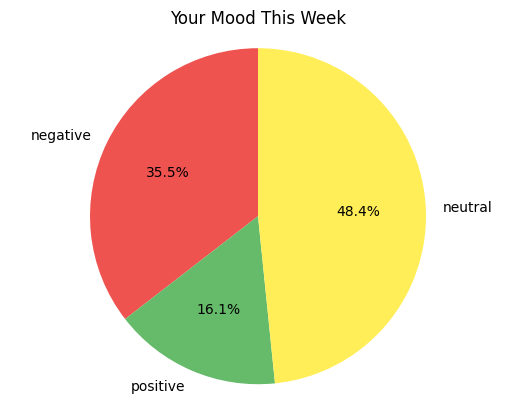 Your Mood This Week
negative
35.5%
48.4%
neutral
16.1%
positive